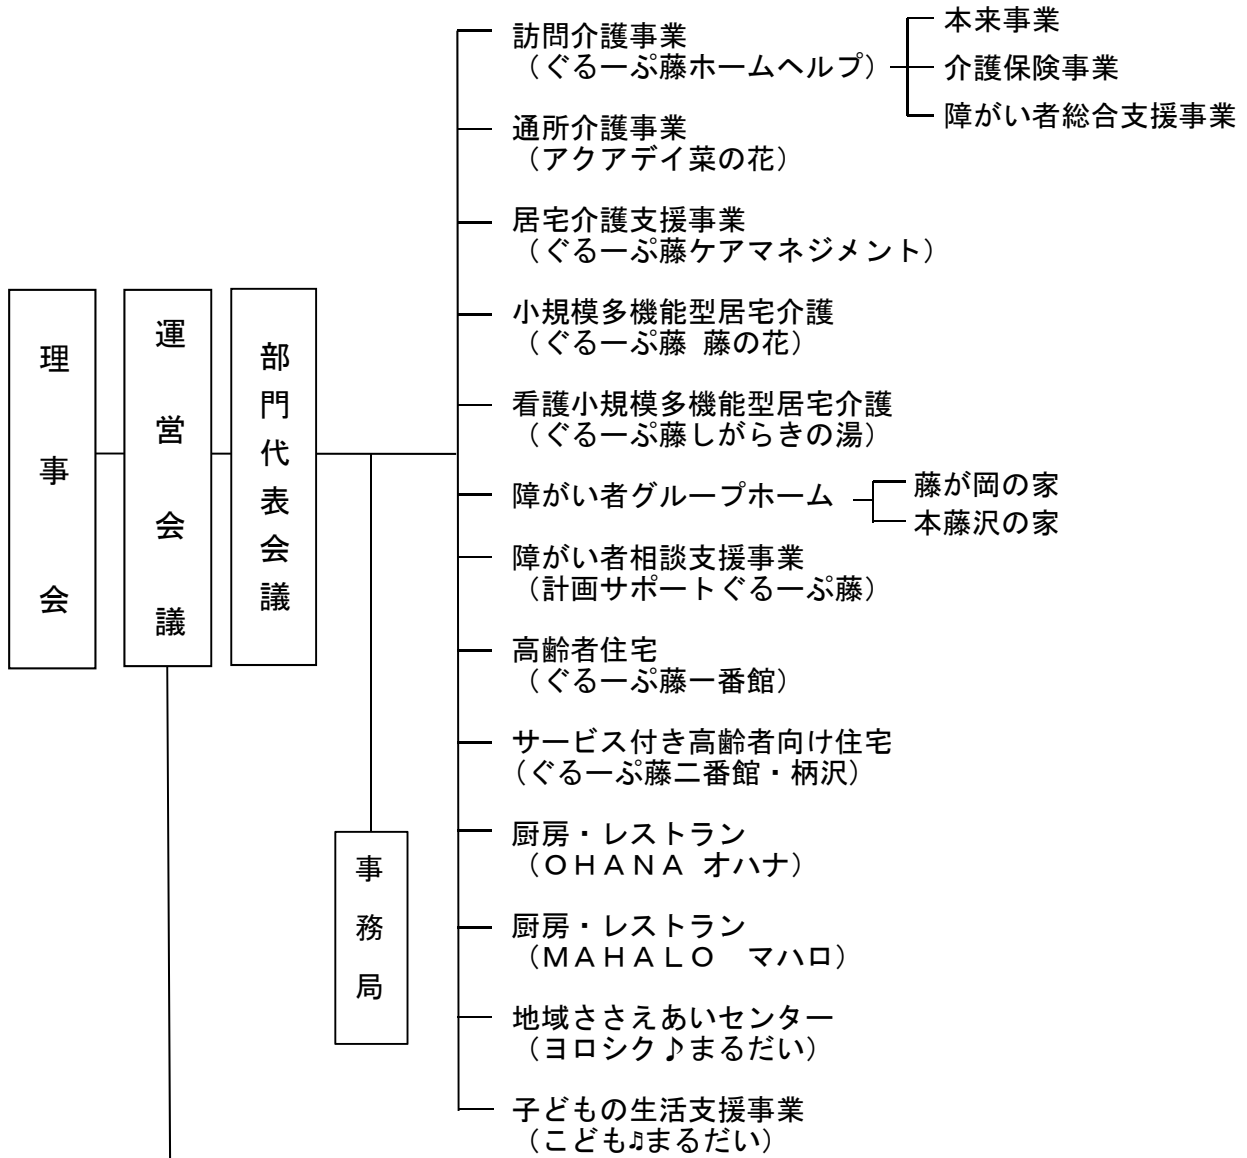 理事会
運営会議
部門代表会議
事務局
訪問介護事業
（ぐるーぷ藤ホームヘルプ）
本来事業
介護保険事業
障がい者総合支援事業
通所介護事業
（アクアデイ菜の花）
居宅介護支援事業
（ぐるーぷ藤ケアマネジメント）
小規模多機能型居宅介護
（ぐるーぷ藤 藤の花）
看護小規模多機能型居宅介護
（ぐるーぷ藤しがらきの湯）
障がい者グループホーム
藤が岡の家
本藤沢の家
障がい者相談支援事業
（計画サポートぐるーぷ藤）
高齢者住宅
（ぐるーぷ藤一番館）
サービス付き高齢者向け住宅
（ぐるーぷ藤二番館・柄沢）
厨房・レストラン
（ＯＨＡＮＡ オハナ）
厨房・レストラン
（ＭＡＨＡＬＯ　マハロ）
地域ささえあいセンター
（ヨロシク♪まるだい）
子どもの生活支援事業
（こども♬まるだい）